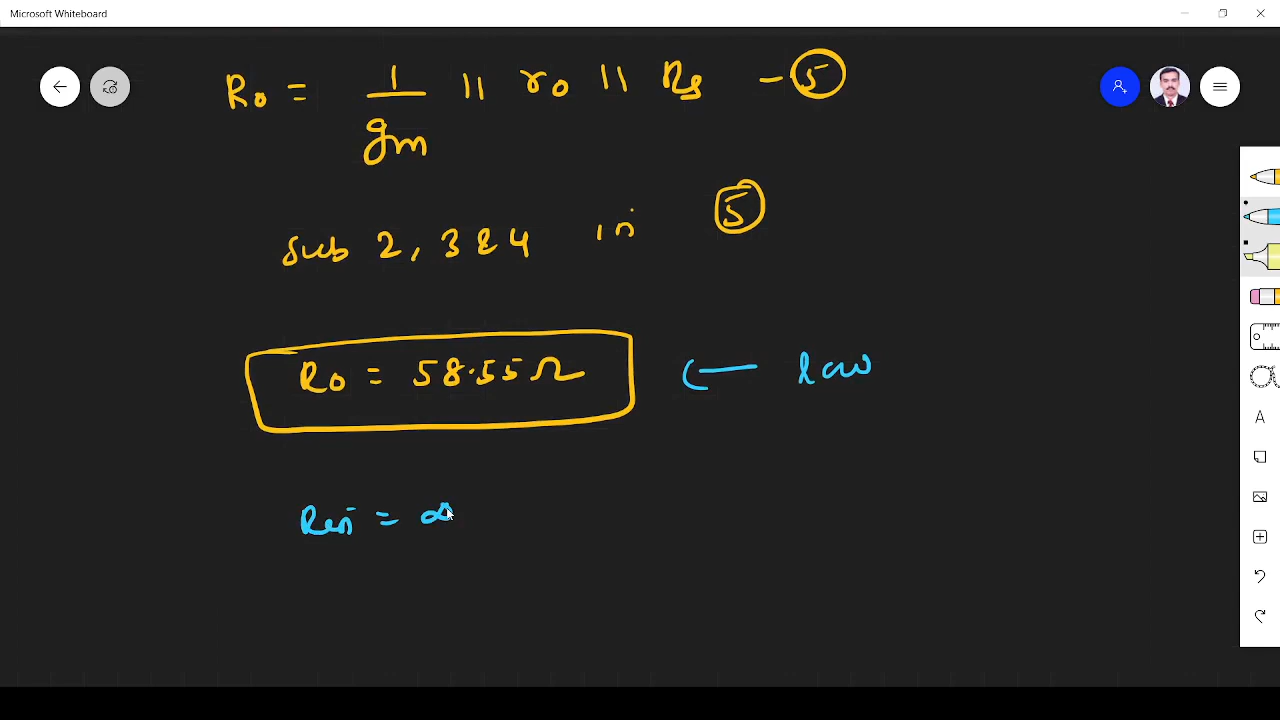 Microsoft Whiteboard
Ro = 1/gm || ro || Rs - 5
Sub 2, 3 & 4 in 5
Ro = 58.55 Ω ← low
Rin = ∞
A